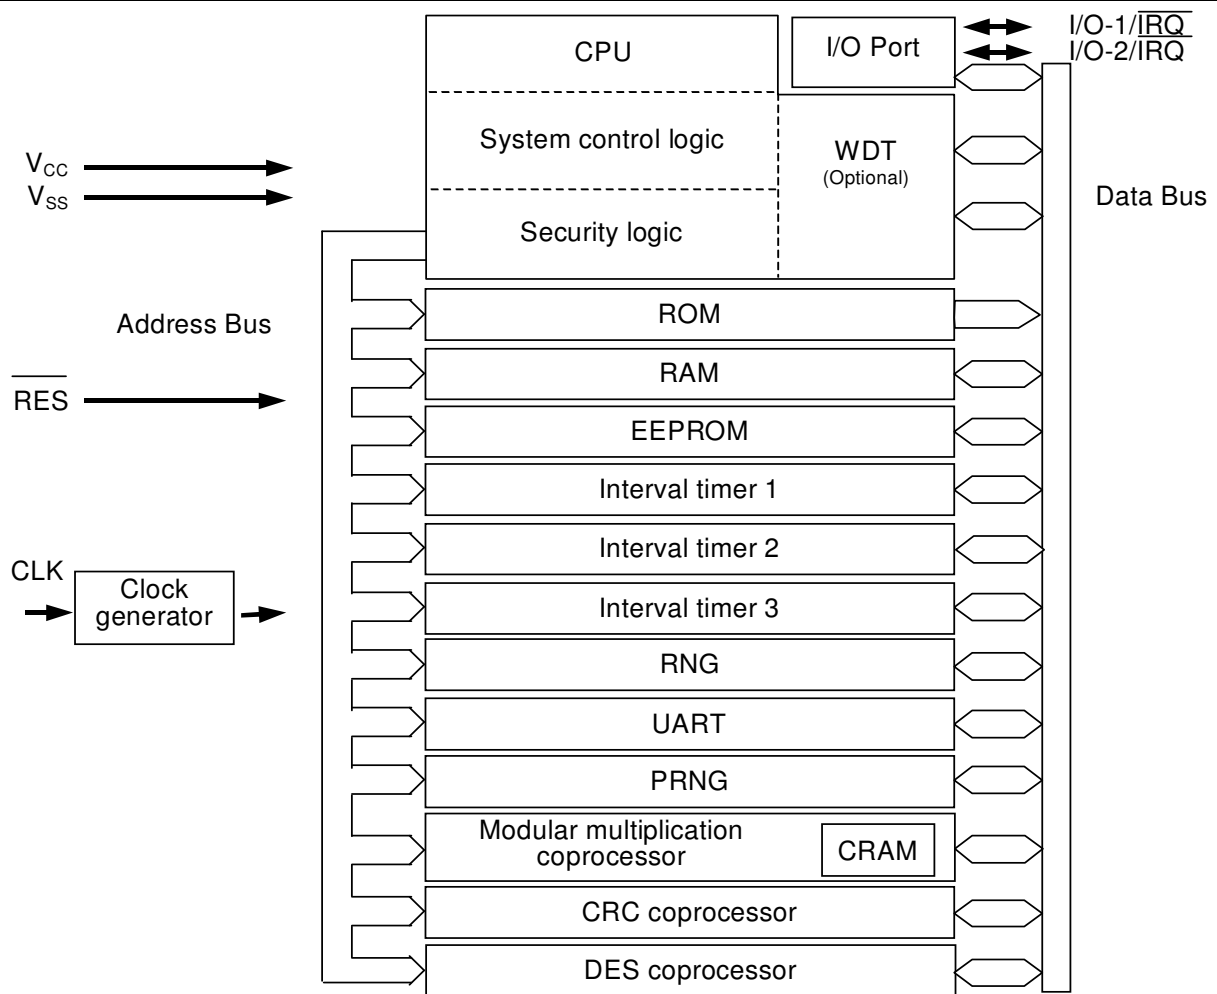 CPU
I/O Port
I/O-1/IRQ
I/O-2/IRQ
System control logic
WDT
(Optional)
VCC
VSS
Data Bus
Security logic
Address Bus
ROM
RAM
RES
EEPROM
Interval timer 1
Interval timer 2
CLK
Clock
generator
Interval timer 3
RNG
UART
PRNG
Modular multiplication
coprocessor
CRAM
CRC coprocessor
DES coprocessor